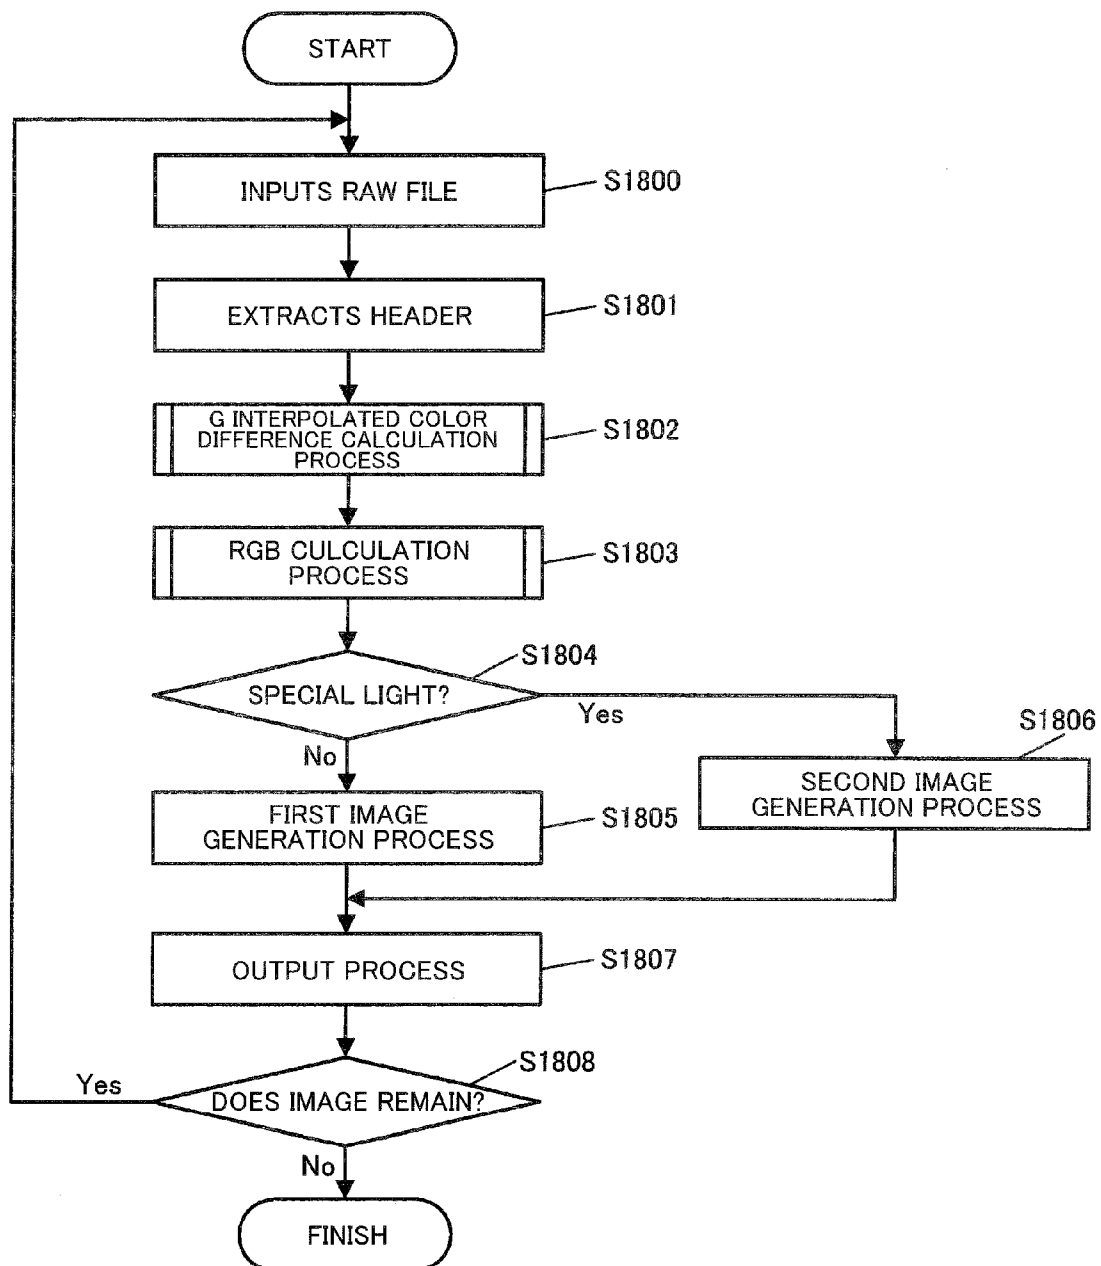 START
INPUTS RAW FILE
S1800
EXTRACTS HEADER
S1801
G INTERPOLATED COLOR
DIFFERENCE CALCULATION
PROCESS
S1802
RGB CULCULATION
PROCESS
S1803
SPECIAL LIGHT?
S1804
Yes
No
FIRST IMAGE
GENERATION PROCESS
S1805
SECOND IMAGE
GENERATION PROCESS
S1806
OUTPUT PROCESS
S1807
DOES IMAGE REMAIN?
S1808
Yes
No
FINISH